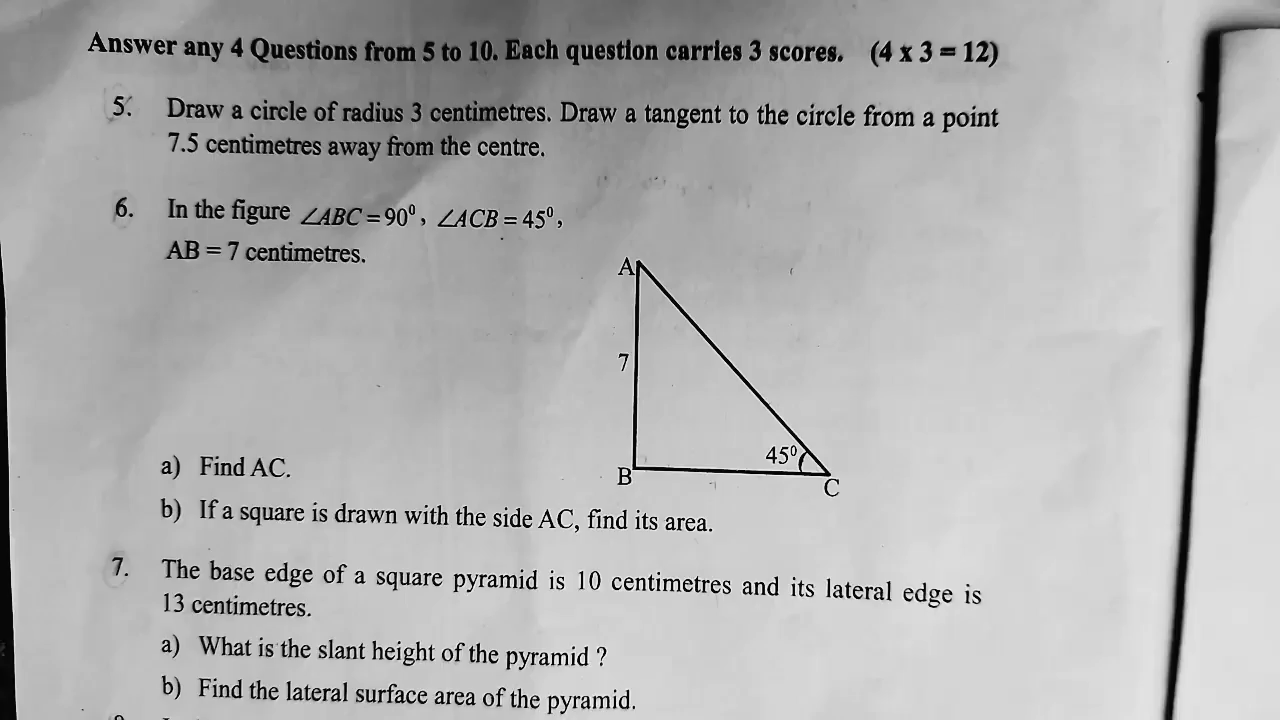 Answer any 4 Questions from 5 to 10. Each question carries 3 scores. (4 x 3 = 12)
5. Draw a circle of radius 3 centimetres. Draw a tangent to the circle from a point
7.5 centimetres away from the centre.
6. In the figure ∠ABC = 90⁰, ∠ACB = 45⁰,
AB = 7 centimetres.
A
7
45⁰
B
C
a) Find AC.
b) If a square is drawn with the side AC, find its area.
7. The base edge of a square pyramid is 10 centimetres and its lateral edge is
13 centimetres.
a) What is the slant height of the pyramid ?
b) Find the lateral surface area of the pyramid.